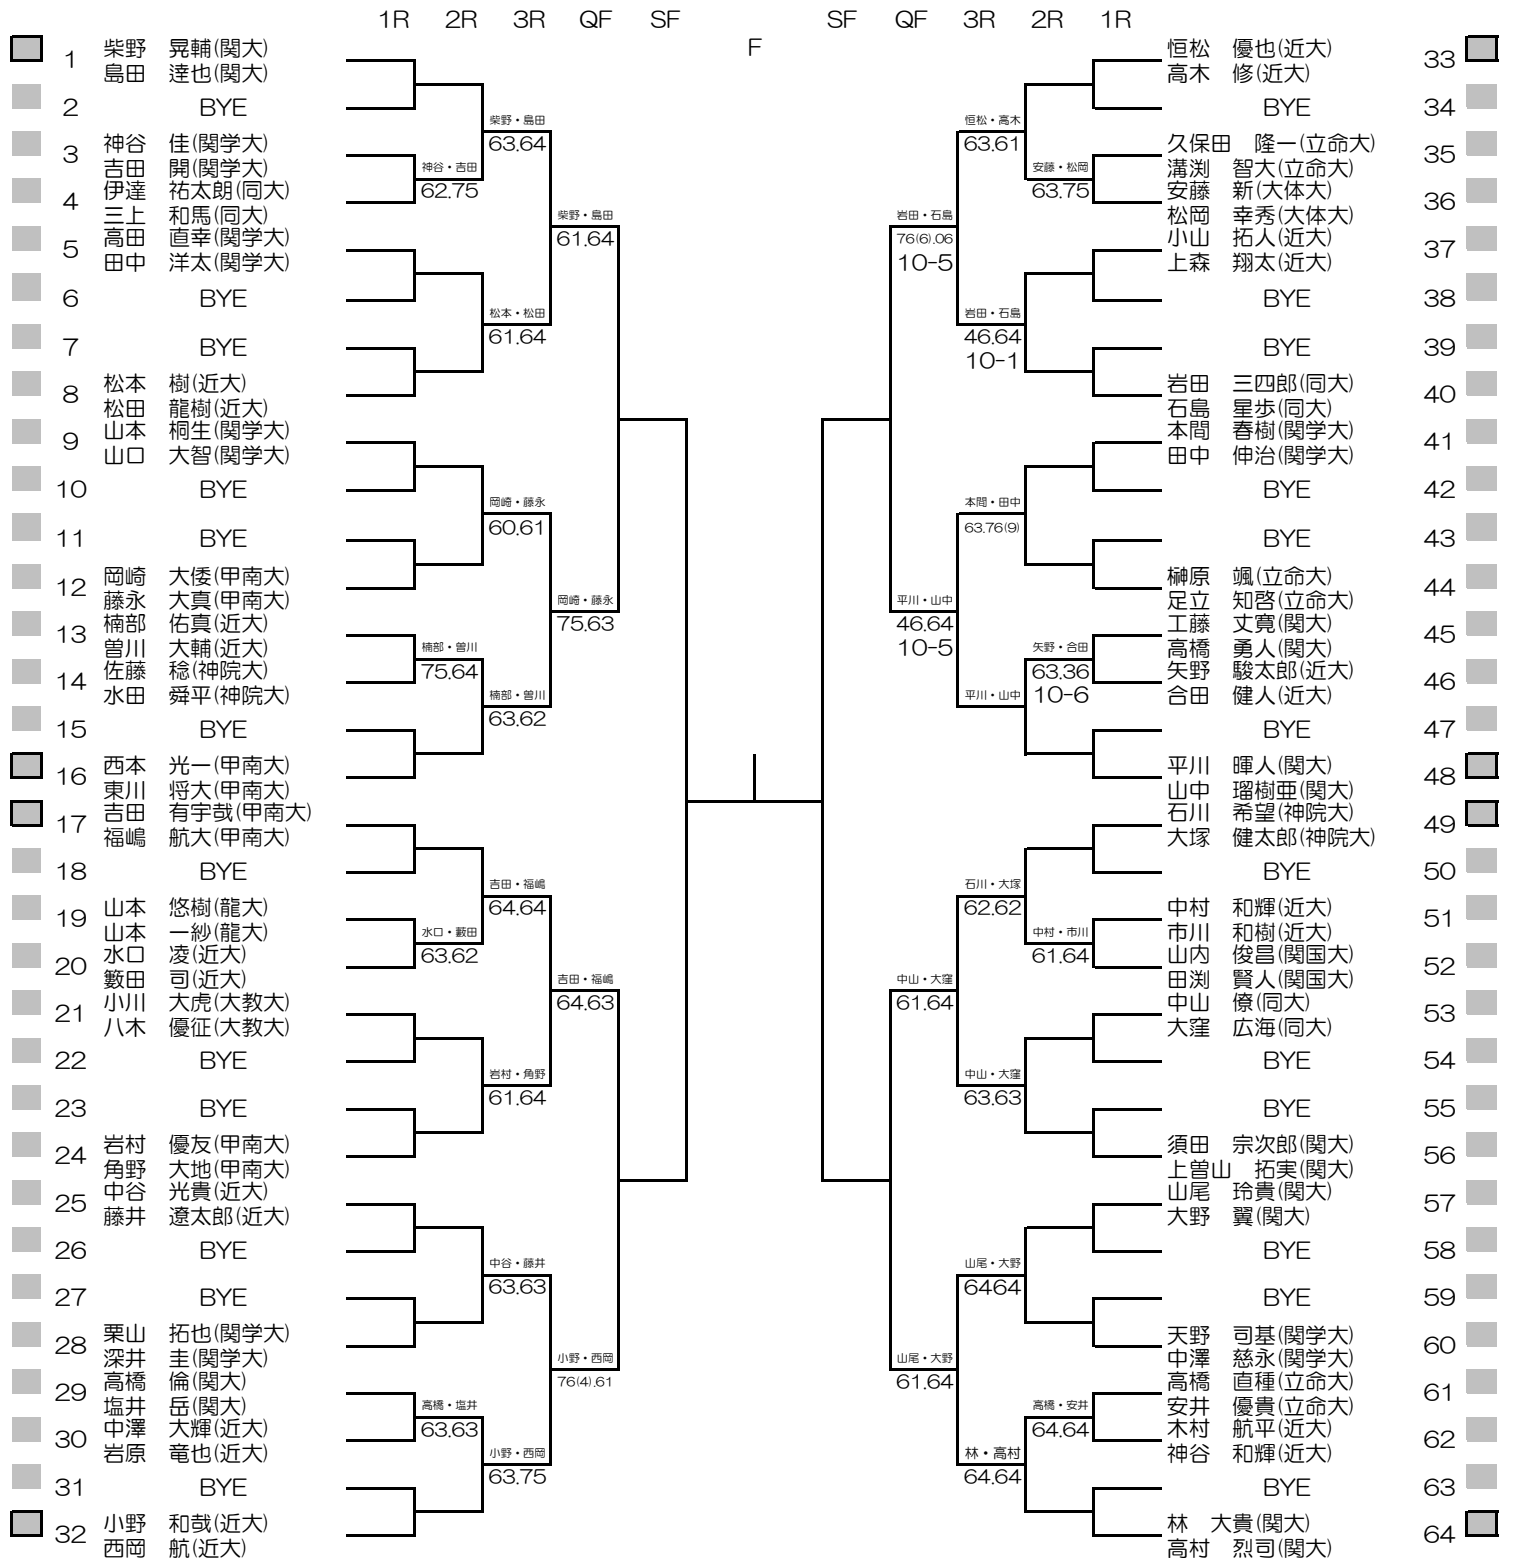 1R 2R 3R QF SF F SF QF 3R 2R 1R
1 柴野 晃輔(関大)
島田 達也(関大)
2 BYE
3 神谷 佳(関学大)
吉田 開(関学大)
4 伊達 祐太朗(同大)
三上 和馬(同大)
5 高田 直幸(関学大)
田中 洋太(関学大)
6 BYE
7 BYE
8 松本 樹(近大)
松田 龍樹(近大)
9 山本 桐生(関学大)
山口 大智(関学大)
10 BYE
11 BYE
12 岡崎 大倭(甲南大)
藤永 大真(甲南大)
13 楠部 佑真(近大)
曽川 大輔(近大)
14 佐藤 稔(神院大)
水田 舜平(神院大)
15 BYE
16 西本 光一(甲南大)
東川 将大(甲南大)
17 吉田 有宇哉(甲南大)
福嶋 航大(甲南大)
18 BYE
19 山本 悠樹(龍大)
山本 一紗(龍大)
20 水口 凌(近大)
籔田 司(近大)
21 小川 大虎(大教大)
八木 優征(大教大)
22 BYE
23 BYE
24 岩村 優友(甲南大)
角野 大地(甲南大)
25 中谷 光貴(近大)
藤井 遼太郎(近大)
26 BYE
27 BYE
28 栗山 拓也(関学大)
深井 圭(関学大)
29 高橋 倫(関大)
塩井 岳(関大)
30 中澤 大輝(近大)
岩原 竜也(近大)
31 BYE
32 小野 和哉(近大)
西岡 航(近大)
神谷・吉田
62.75
楠部・曽川
75.64
水口・籔田
63.62
高橋・塩井
63.63
柴野・島田
63.64
松本・松田
61.64
岡崎・藤永
60.61
楠部・曽川
63.62
吉田・福嶋
64.64
岩村・角野
61.64
中谷・藤井
63.63
小野・西岡
63.75
柴野・島田
61.64
岡崎・藤永
75.63
吉田・福嶋
64.63
小野・西岡
76(4).61
岩田・石島
76(6).06
10-5
平川・山中
46.64
10-5
中山・大窪
61.64
山尾・大野
61.64
恒松・高木
63.61
岩田・石島
46.64
10-1
本間・田中
63.76(9)
平川・山中
石川・大塚
62.62
中山・大窪
63.63
山尾・大野
6464
林・高村
64.64
安藤・松岡
63.75
矢野・合田
63.36
10-6
中村・市川
61.64
高橋・安井
64.64
恒松 優也(近大) 33
高木 修(近大)
BYE 34
久保田 隆一(立命大) 35
溝渕 智大(立命大)
安藤 新(大体大) 36
松岡 幸秀(大体大)
小山 拓人(近大) 37
上森 翔太(近大)
BYE 38
BYE 39
岩田 三四郎(同大) 40
石島 星歩(同大)
本間 春樹(関学大) 41
田中 伸治(関学大)
BYE 42
BYE 43
榊原 颯(立命大) 44
足立 知啓(立命大)
工藤 丈寛(関大) 45
高橋 勇人(関大)
矢野 駿太郎(近大) 46
合田 健人(近大)
BYE 47
平川 暉人(関大) 48
山中 瑠樹亜(関大)
石川 希望(神院大) 49
大塚 健太郎(神院大)
BYE 50
中村 和輝(近大) 51
市川 和樹(近大)
山内 俊昌(関国大) 52
田渕 賢人(関国大)
中山 僚(同大) 53
大窪 広海(同大)
BYE 54
BYE 55
須田 宗次郎(関大) 56
上曽山 拓実(関大)
山尾 玲貴(関大) 57
大野 翼(関大)
BYE 58
BYE 59
天野 司基(関学大) 60
中澤 慈永(関学大)
高橋 直種(立命大) 61
安井 優貴(立命大)
木村 航平(近大) 62
神谷 和輝(近大)
BYE 63
林 大貴(関大) 64
高村 烈司(関大)